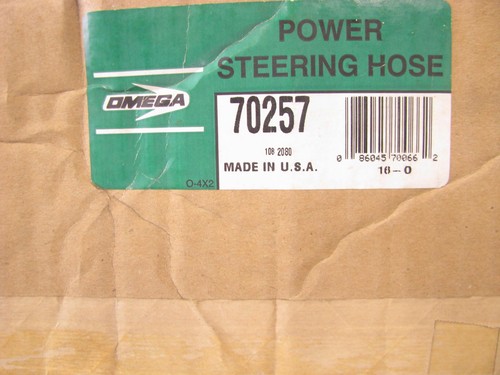 POWER
STEERING HOSE
OMEGA
70257
108 2080
MADE IN U.S.A.
0 86045 70066 2
16-0
O-4X2